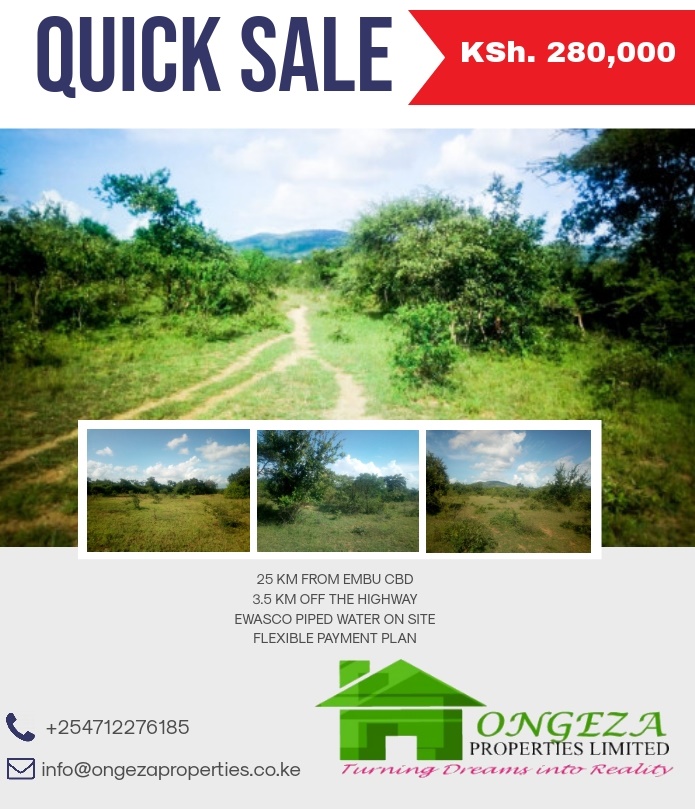 QUICK SALE
KSh. 280,000
25 KM FROM EMBU CBD
3.5 KM OFF THE HIGHWAY
EWASCO PIPED WATER ON SITE
FLEXIBLE PAYMENT PLAN
+254712276185
info@ongezaproperties.co.ke
ONGEZA
PROPERTIES LIMITED
Turning Dreams into Reality